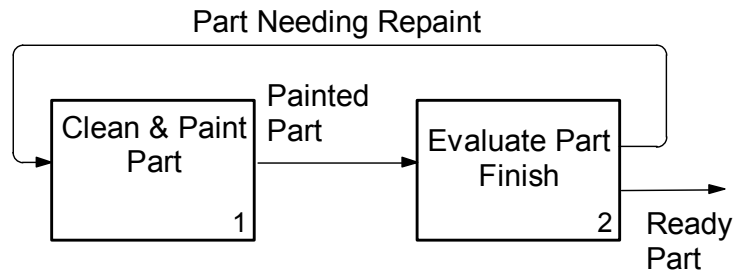 Part Needing Repaint
Clean & Paint
Part
1
Painted
Part
Evaluate Part
Finish
2
Ready
Part